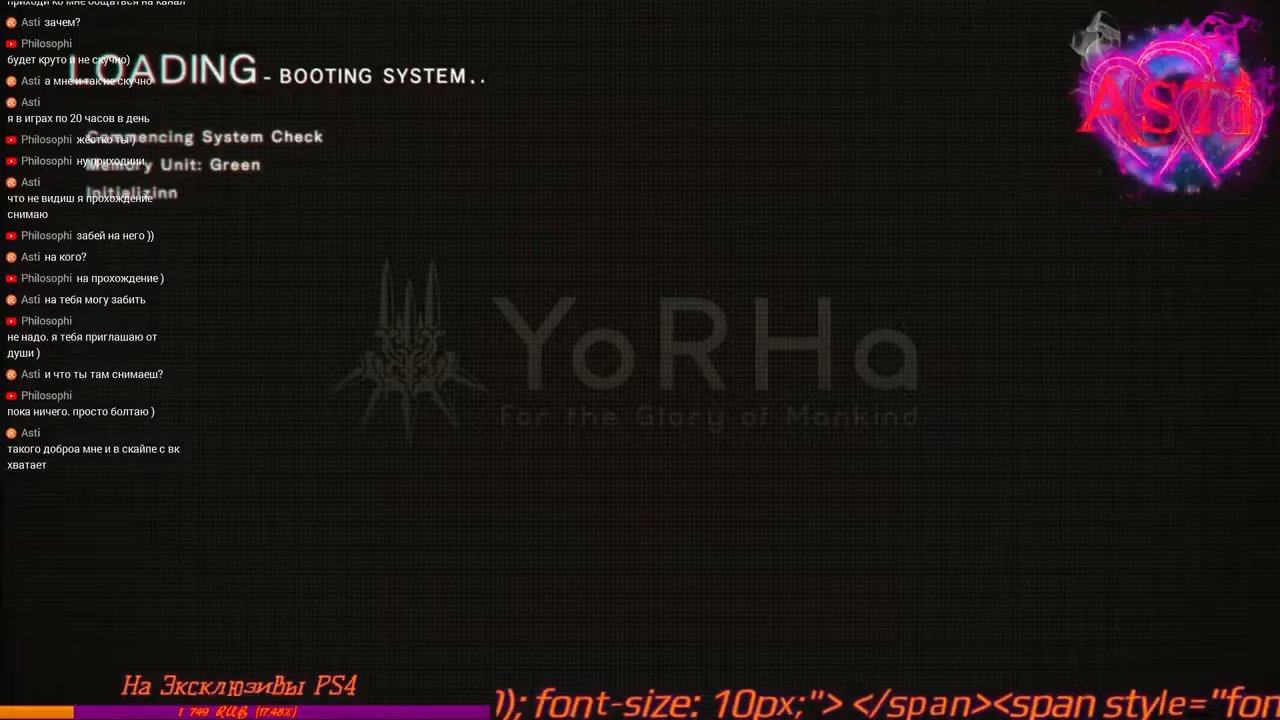 приходи ко мне общаться на канал
Asti зачем?
Philosophi
будет круто и не скучно)
LOADING - BOOTING SYSTEM..
Asti а мне и так не скучно
Asti
я в играх по 20 часов в день
Commencing System Check
Philosophi жёстко ты )
Philosophi ну приходиии
Memory Unit: Green
Asti
Initializinn
что не видиш я прохождение
снимаю
Philosophi забей на него ))
Asti на кого?
Philosophi на прохождение )
Asti на тебя могу забить
Philosophi
не надо. я тебя приглашаю от
души )
Asti и что ты там снимаеш?
Philosophi
пока ничего. просто болтаю )
Asti
такого доброа мне и в скайпе с вк
хватает
ASTi
YoRHa
For the Glory of Mankind
На Эксклюзивы PS4
1 749 RUB (17.48%)
)); font-size: 10px;"> </span><span style="fon